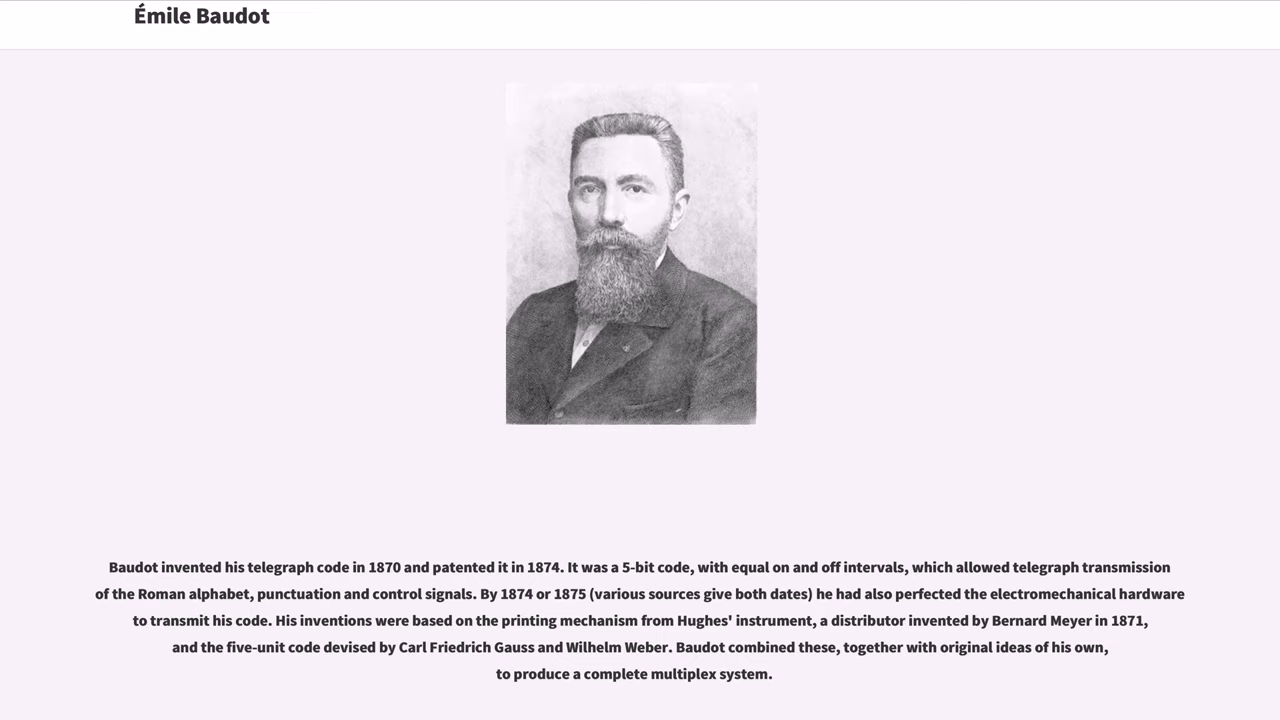 Émile Baudot
Baudot invented his telegraph code in 1870 and patented it in 1874. It was a 5-bit code, with equal on and off intervals, which allowed telegraph transmission
of the Roman alphabet, punctuation and control signals. By 1874 or 1875 (various sources give both dates) he had also perfected the electromechanical hardware
to transmit his code. His inventions were based on the printing mechanism from Hughes' instrument, a distributor invented by Bernard Meyer in 1871,
and the five-unit code devised by Carl Friedrich Gauss and Wilhelm Weber. Baudot combined these, together with original ideas of his own,
to produce a complete multiplex system.